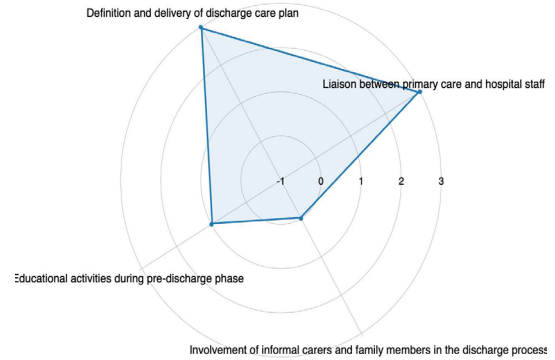 Definition and delivery of discharge care plan
Liaison between primary care and hospital staff
-1 0 1 2 3
Educational activities during pre-discharge phase
Involvement of informal carers and family members in the discharge process